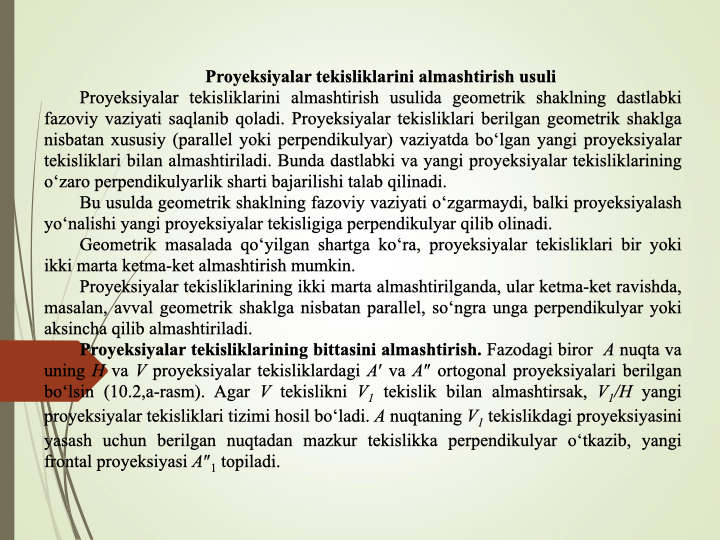 Proyeksiyalar tekisliklarini almashtirish usuli
Proyeksiyalar tekisliklarini almashtirish usulida geometrik shaklning dastlabki
fazoviy vaziyati saqlanib qoladi. Proyeksiyalar tekisliklari berilgan geometrik shaklga
nisbatan xususiy (parallel yoki perpendikulyar) vaziyatda bo‘lgan yangi proyeksiyalar
tekisliklari bilan almashtiriladi. Bunda dastlabki va yangi proyeksiyalar tekisliklarining
o‘zaro perpendikulyarlik sharti bajarilishi talab qilinadi.
Bu usulda geometrik shaklning fazoviy vaziyati o‘zgarmaydi, balki proyeksiyalash
yo‘nalishi yangi proyeksiyalar tekisligiga perpendikulyar qilib olinadi.
Geometrik masalada qo‘yilgan shartga ko‘ra, proyeksiyalar tekisliklari bir yoki
ikki marta ketma-ket almashtirish mumkin.
Proyeksiyalar tekisliklarining ikki marta almashtirilganda, ular ketma-ket ravishda,
masalan, avval geometrik shaklga nisbatan parallel, so‘ngra unga perpendikulyar yoki
aksincha qilib almashtiriladi.
Proyeksiyalar tekisliklarining bittasini almashtirish. Fazodagi biror A nuqta va
uning H va V proyeksiyalar tekisliklardagi A′ va A″ ortogonal proyeksiyalari berilgan
bo‘lsin (10.2,a-rasm). Agar V tekislikni V₁ tekislik bilan almashtirsak, V₁/H yangi
proyeksiyalar tekisliklari tizimi hosil bo‘ladi. A nuqtaning V₁ tekislikdagi proyeksiyasini
yasash uchun berilgan nuqtadan mazkur tekislikka perpendikulyar o‘tkazib, yangi
frontal proyeksiyasi A″₁ topiladi.